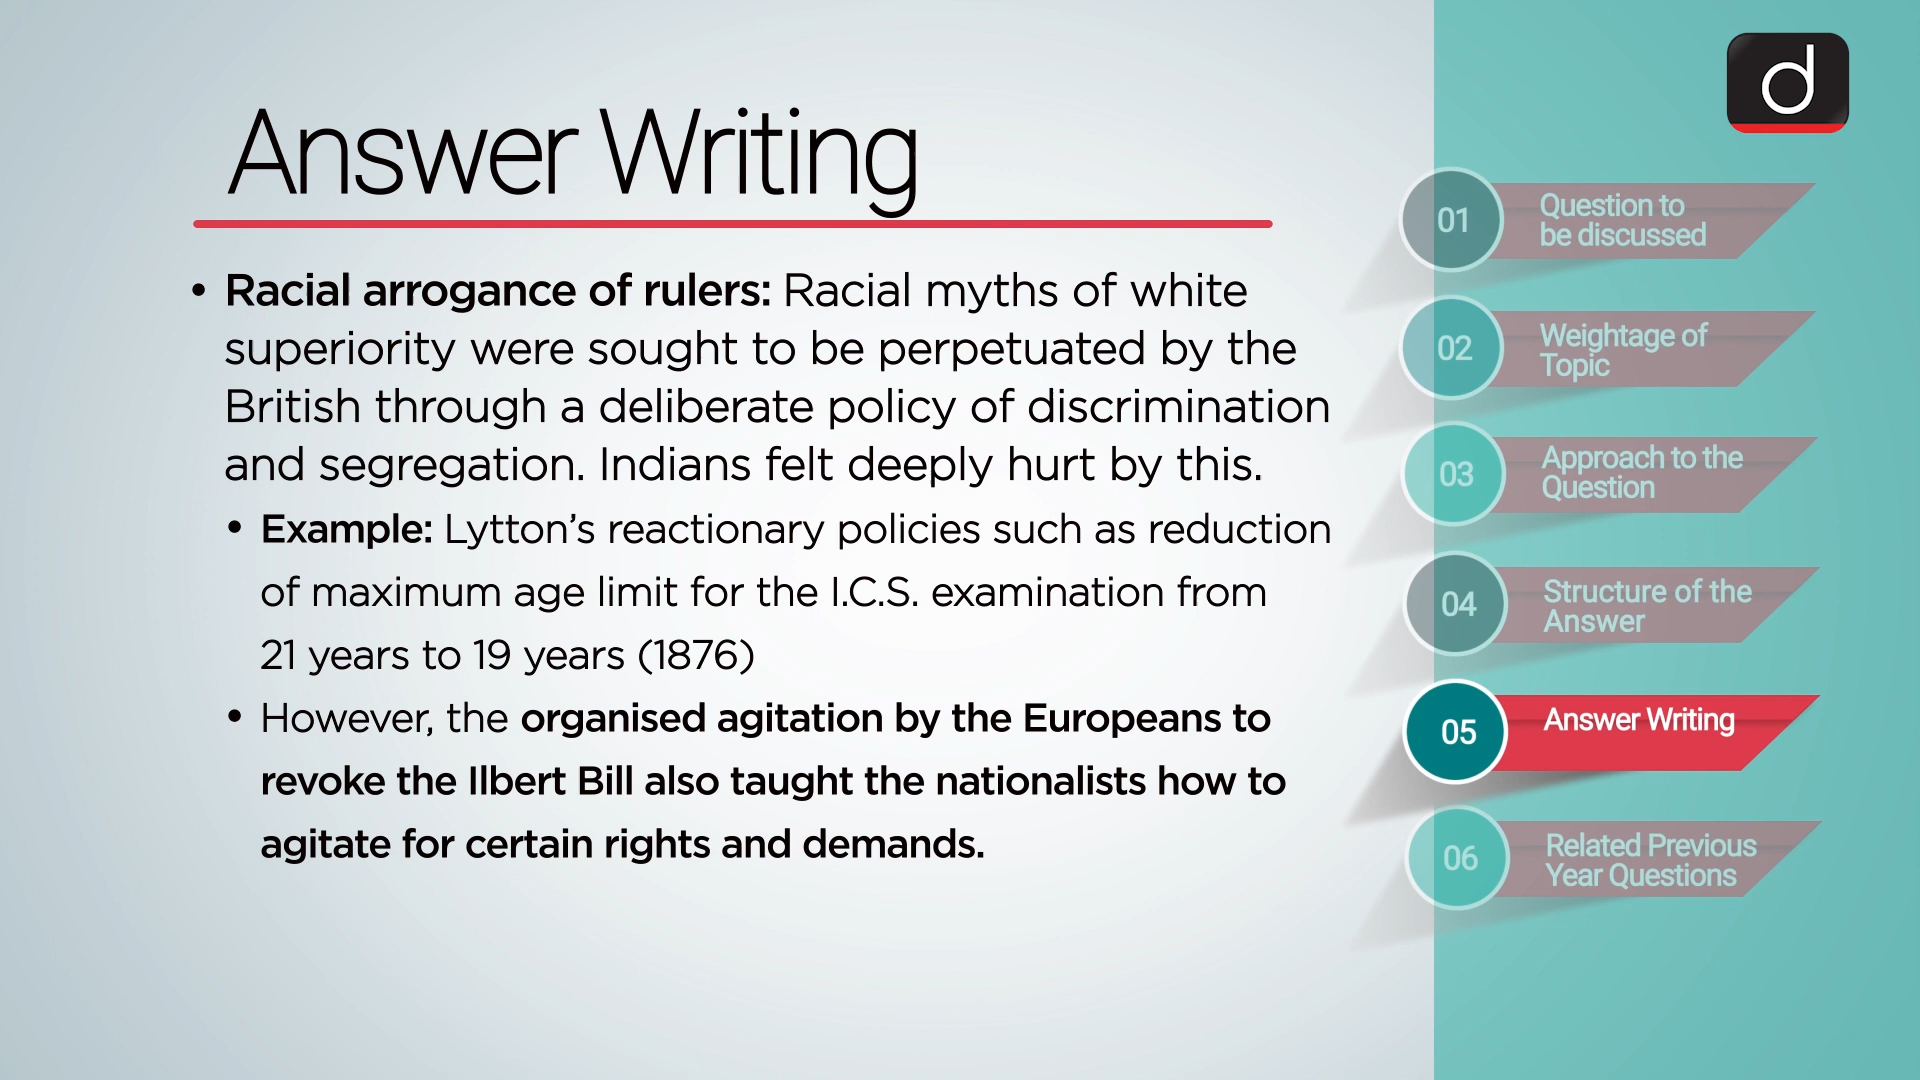 Answer Writing
• Racial arrogance of rulers: Racial myths of white
superiority were sought to be perpetuated by the
British through a deliberate policy of discrimination
and segregation. Indians felt deeply hurt by this.
• Example: Lytton’s reactionary policies such as reduction
of maximum age limit for the I.C.S. examination from
21 years to 19 years (1876)
• However, the organised agitation by the Europeans to
revoke the Ilbert Bill also taught the nationalists how to
agitate for certain rights and demands.
d
01
Question to
be discussed
02
Weightage of
Topic
03
Approach to the
Question
04
Structure of the
Answer
05
Answer Writing
06
Related Previous
Year Questions